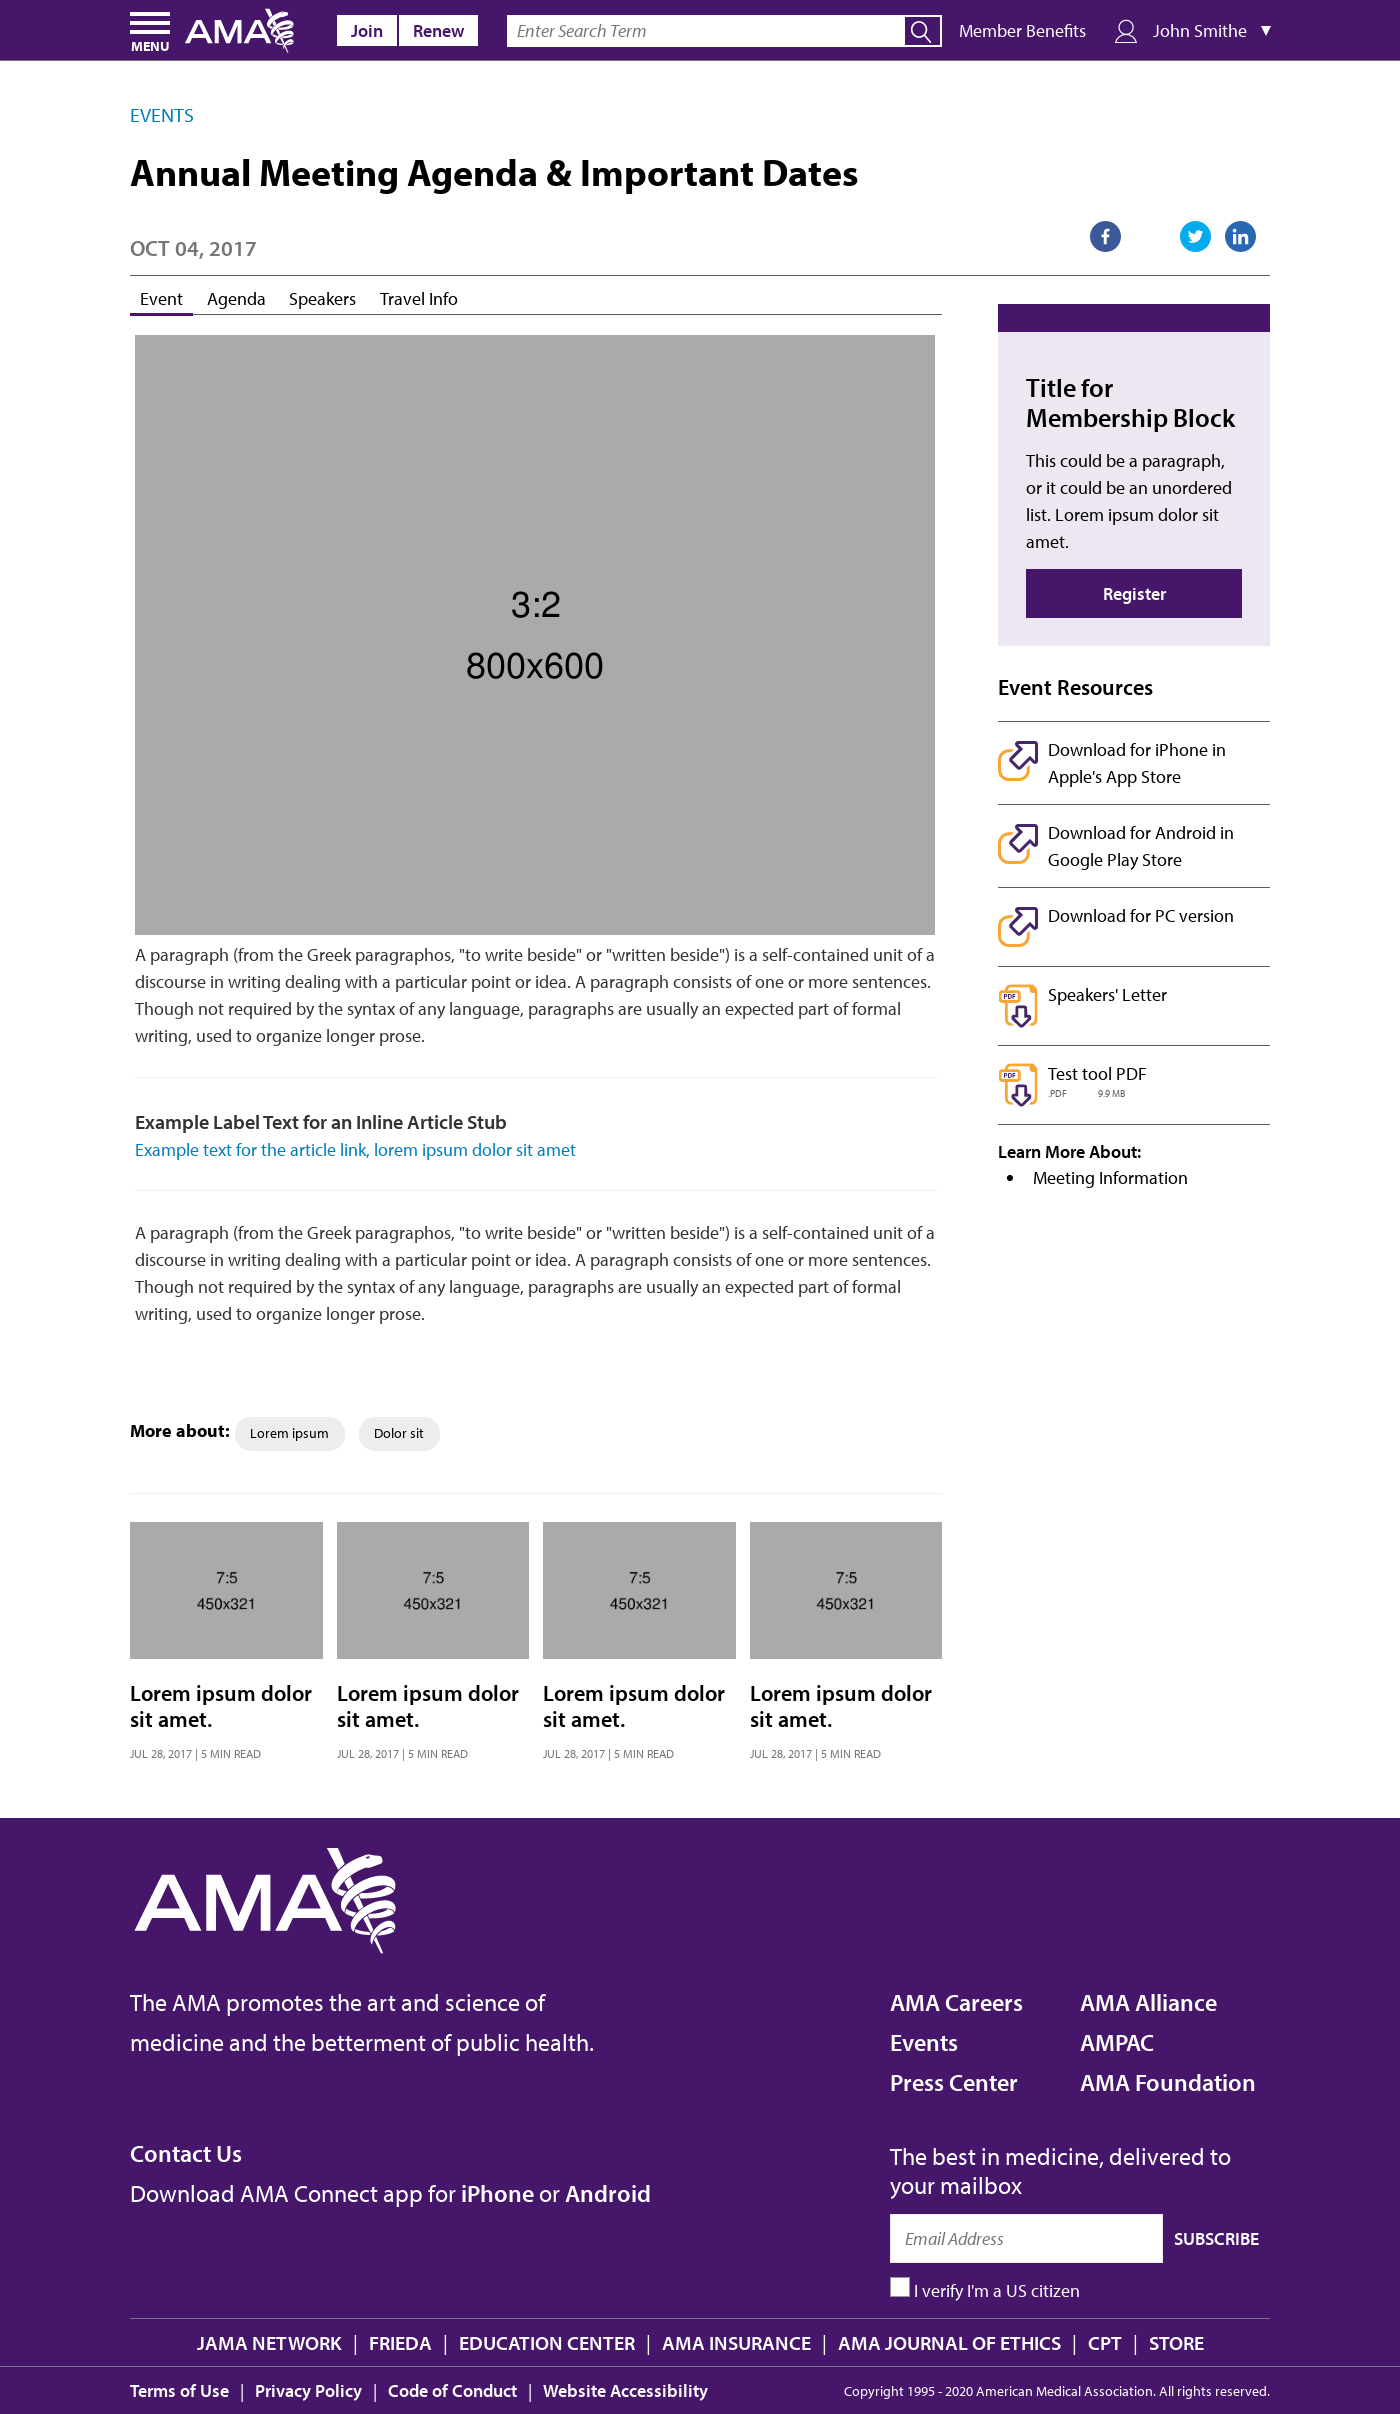 MENU
AMA
Join
Renew
Enter Search Term
Member Benefits
John Smithe
EVENTS
Annual Meeting Agenda & Important Dates
OCT 04, 2017
Event
Agenda
Speakers
Travel Info
3:2
800x600
A paragraph (from the Greek paragraphos, "to write beside" or "written beside") is a self-contained unit of a
discourse in writing dealing with a particular point or idea. A paragraph consists of one or more sentences.
Though not required by the syntax of any language, paragraphs are usually an expected part of formal
writing, used to organize longer prose.
Example Label Text for an Inline Article Stub
Example text for the article link, lorem ipsum dolor sit amet
A paragraph (from the Greek paragraphos, "to write beside" or "written beside") is a self-contained unit of a
discourse in writing dealing with a particular point or idea. A paragraph consists of one or more sentences.
Though not required by the syntax of any language, paragraphs are usually an expected part of formal
writing, used to organize longer prose.
Title for
Membership Block
This could be a paragraph,
or it could be an unordered
list. Lorem ipsum dolor sit
amet.
Register
Event Resources
Download for iPhone in
Apple's App Store
Download for Android in
Google Play Store
Download for PC version
PDF
Speakers' Letter
PDF
Test tool PDF
.PDF 9.9 MB
Learn More About:
• Meeting Information
More about:
Lorem ipsum
Dolor sit
7:5
450x321
Lorem ipsum dolor
sit amet.
JUL 28, 2017 | 5 MIN READ
7:5
450x321
Lorem ipsum dolor
sit amet.
JUL 28, 2017 | 5 MIN READ
7:5
450x321
Lorem ipsum dolor
sit amet.
JUL 28, 2017 | 5 MIN READ
7:5
450x321
Lorem ipsum dolor
sit amet.
JUL 28, 2017 | 5 MIN READ
AMA
The AMA promotes the art and science of
medicine and the betterment of public health.
AMA Careers
Events
Press Center
AMA Alliance
AMPAC
AMA Foundation
Contact Us
Download AMA Connect app for iPhone or Android
The best in medicine, delivered to
your mailbox
Email Address
SUBSCRIBE
I verify I'm a US citizen
JAMA NETWORK | FRIEDA | EDUCATION CENTER | AMA INSURANCE | AMA JOURNAL OF ETHICS | CPT | STORE
Terms of Use | Privacy Policy | Code of Conduct | Website Accessibility
Copyright 1995 - 2020 American Medical Association. All rights reserved.